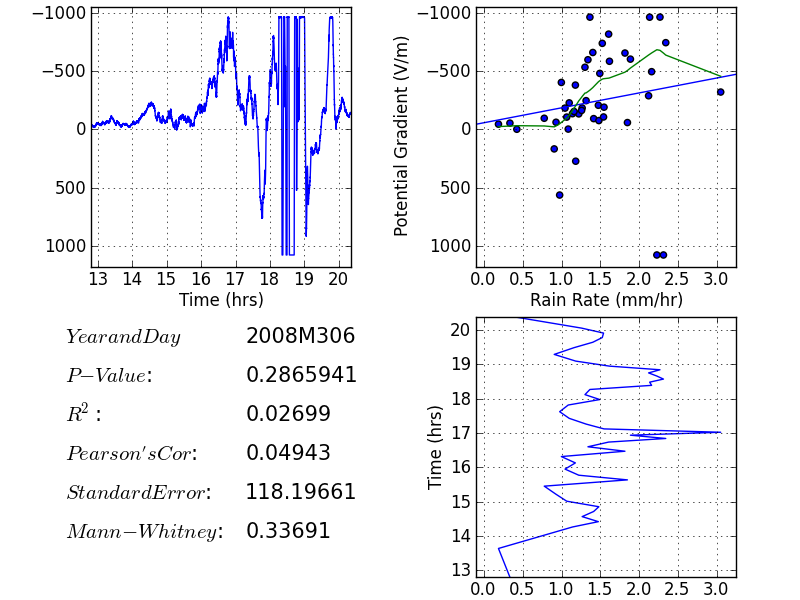 −1000
−500
0
500
1000
13 14 15 16 17 18 19 20
Time (hrs)
Potential Gradient (V/m)
−1000
−500
0
500
1000
0.0 0.5 1.0 1.5 2.0 2.5 3.0
Rain Rate (mm/hr)
YearandDay 2008M306
P−Value: 0.2865941
R²: 0.02699
Pearson'sCor: 0.04943
StandardError: 118.19661
Mann−Whitney: 0.33691
Time (hrs)
20
19
18
17
16
15
14
13
0.0 0.5 1.0 1.5 2.0 2.5 3.0